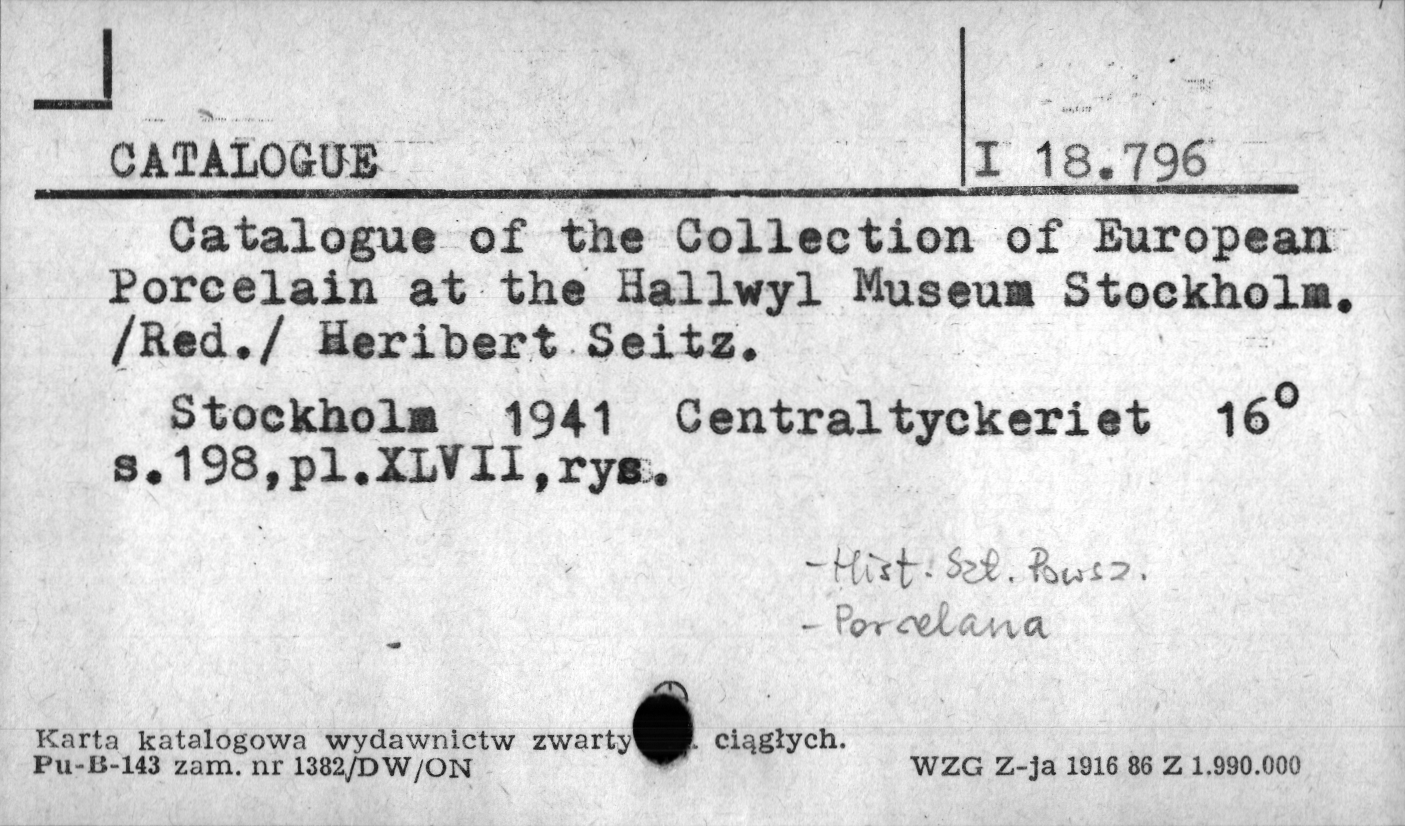 CATALOGUE
I 18.796
Catalogue of the Collection of European
Porcelain at the Hallwyl Museum Stockholm.
/Red./ Heribert Seitz.
Stockholm 1941 Centraltyckeriet 16°
s.198,pl.XLVII,rys.
- Hist. Szt. Powsz.
- Porcelana
Karta katalogowa wydawnictw zwarty ciągłych.
Pu-B-143 zam. nr 1382/DW/ON
WZG Z-ja 1916 86 Z 1.990.000